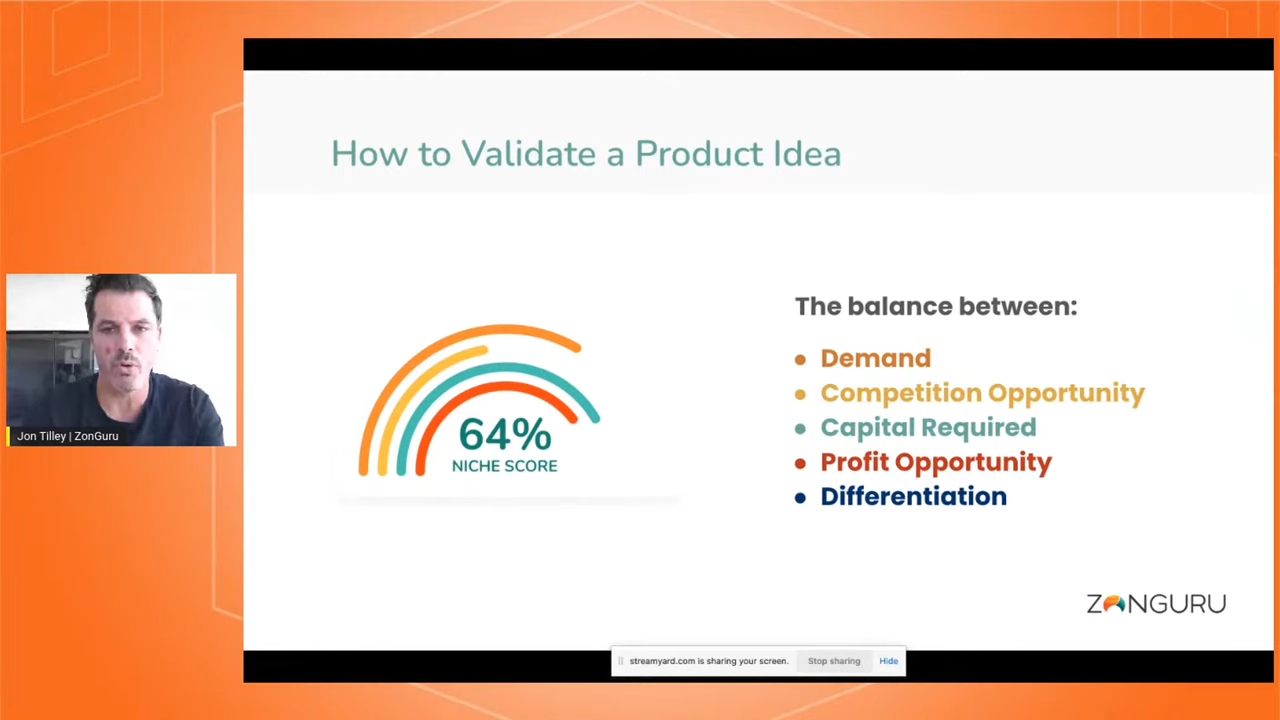 How to Validate a Product Idea
64%
NICHE SCORE
The balance between:
• Demand
• Competition Opportunity
• Capital Required
• Profit Opportunity
• Differentiation
ZONGURU
Jon Tilley | ZonGuru
streamyard.com is sharing your screen. Stop sharing Hide